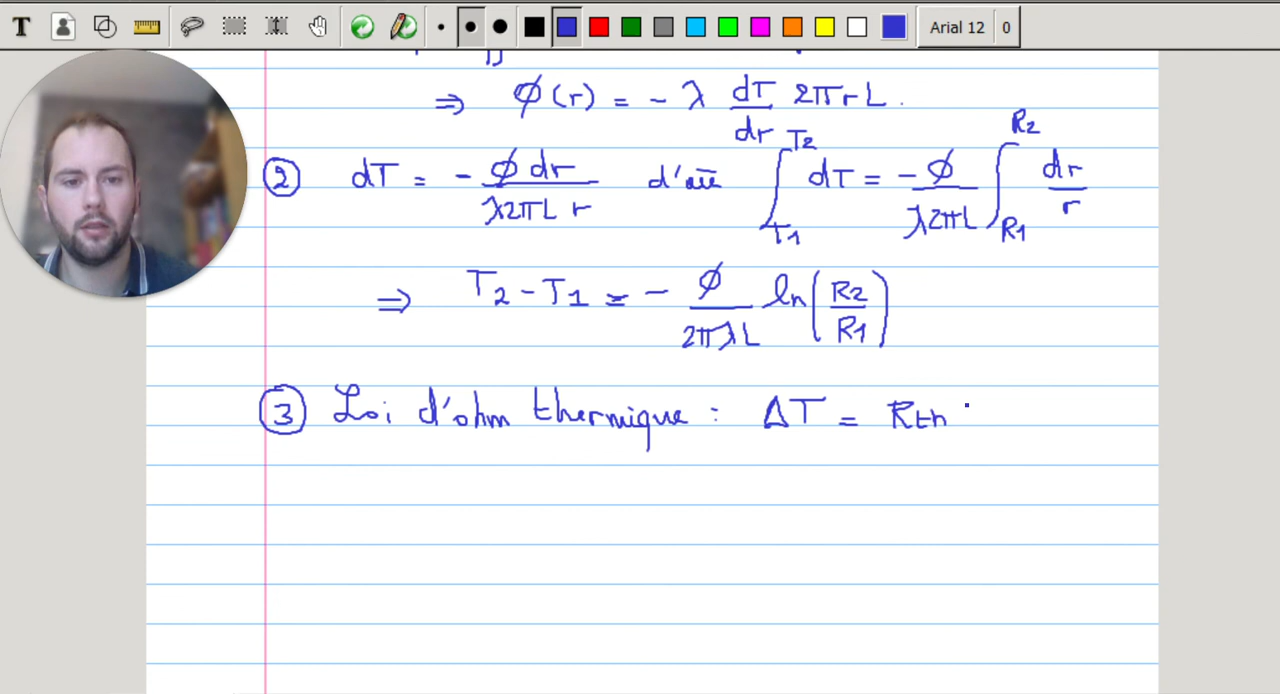 T Arial 12 0
⇒ ϕ(r) = - λ dT/dr 2πrL.
② dT = - ϕ dr / λ2πL r d'où ∫_{T1}^{T2} dT = - ϕ / λ2πL ∫_{R1}^{R2} dr/r
⇒ T2 - T1 = - ϕ / 2πλL ln(R2/R1)
③ Loi d'ohm thermique : ΔT = Rth